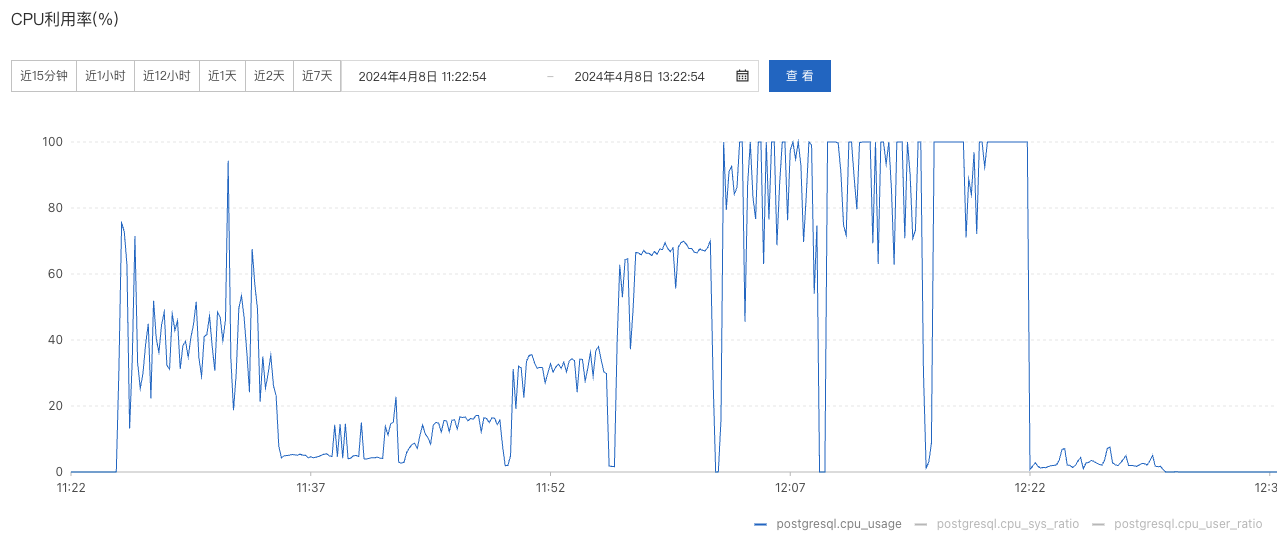 CPU利用率(%)
近15分钟 近1小时 近12小时 近1天 近2天 近7天 2024年4月8日 11:22:54 – 2024年4月8日 13:22:54 查 看
100
80
60
40
20
0
11:22 11:37 11:52 12:07 12:22 12:3
postgresql.cpu_usage postgresql.cpu_sys_ratio postgresql.cpu_user_ratio